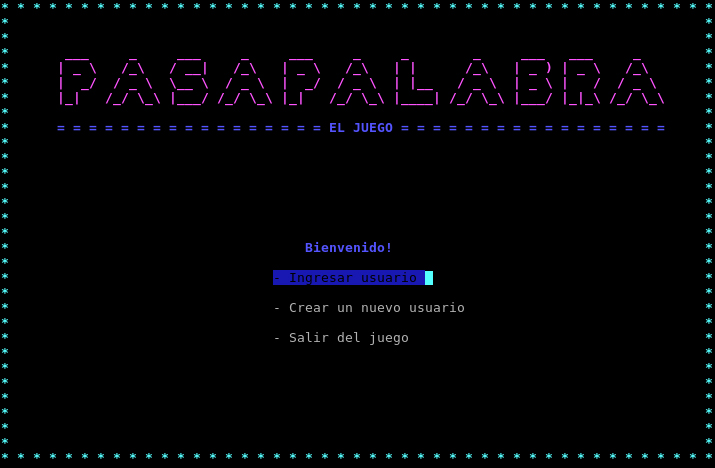 PASAPALABRA
= = = = = = = = = = = = = = = = = EL JUEGO = = = = = = = = = = = = = = = = =
Bienvenido!
- Ingresar usuario
- Crear un nuevo usuario
- Salir del juego